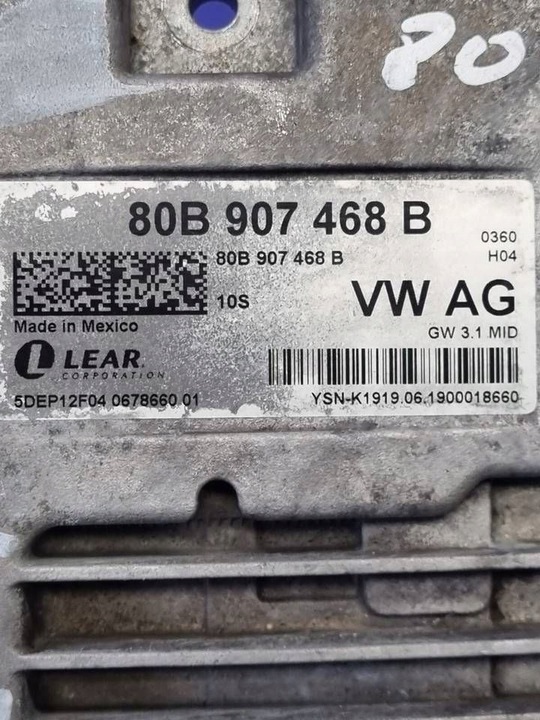 80
80B 907 468 B
0360
80B 907 468 B
H04
10S
VW AG
Made in Mexico
GW 3.1 MID
LEAR.
CORPORATION
5DEP12F04 0678660 01
YSN-K1919.06.1900018660